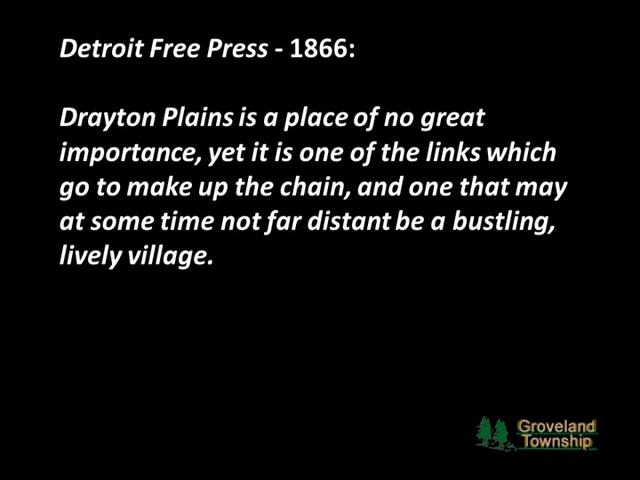 Detroit Free Press - 1866:
Drayton Plains is a place of no great
importance, yet it is one of the links which
go to make up the chain, and one that may
at some time not far distant be a bustling,
lively village.
Groveland
Township